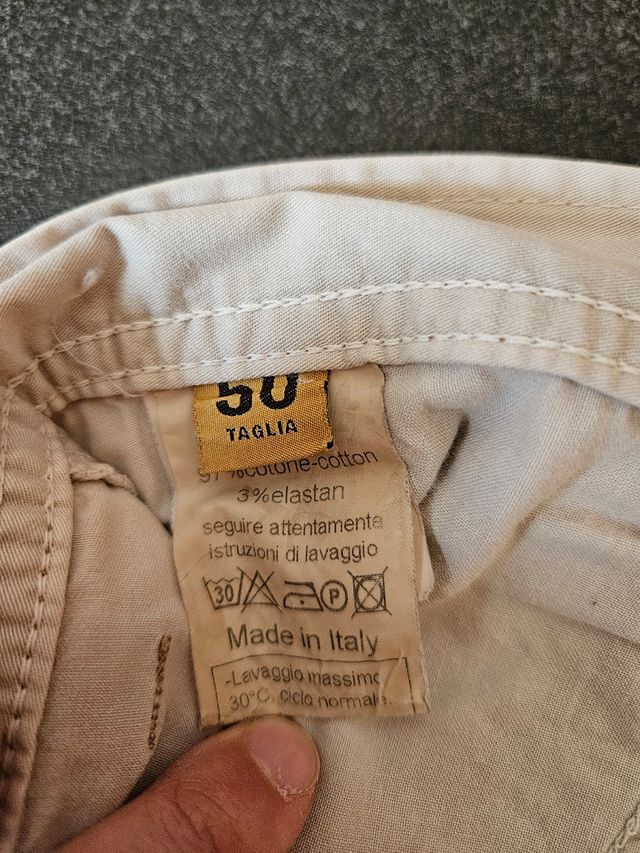 50
TAGLIA
97%cotone-cotton
3%elastan
seguire attentamente
istruzioni di lavaggio
30 P
Made in Italy
-Lavaggio massimo
30°C, ciclo normale.